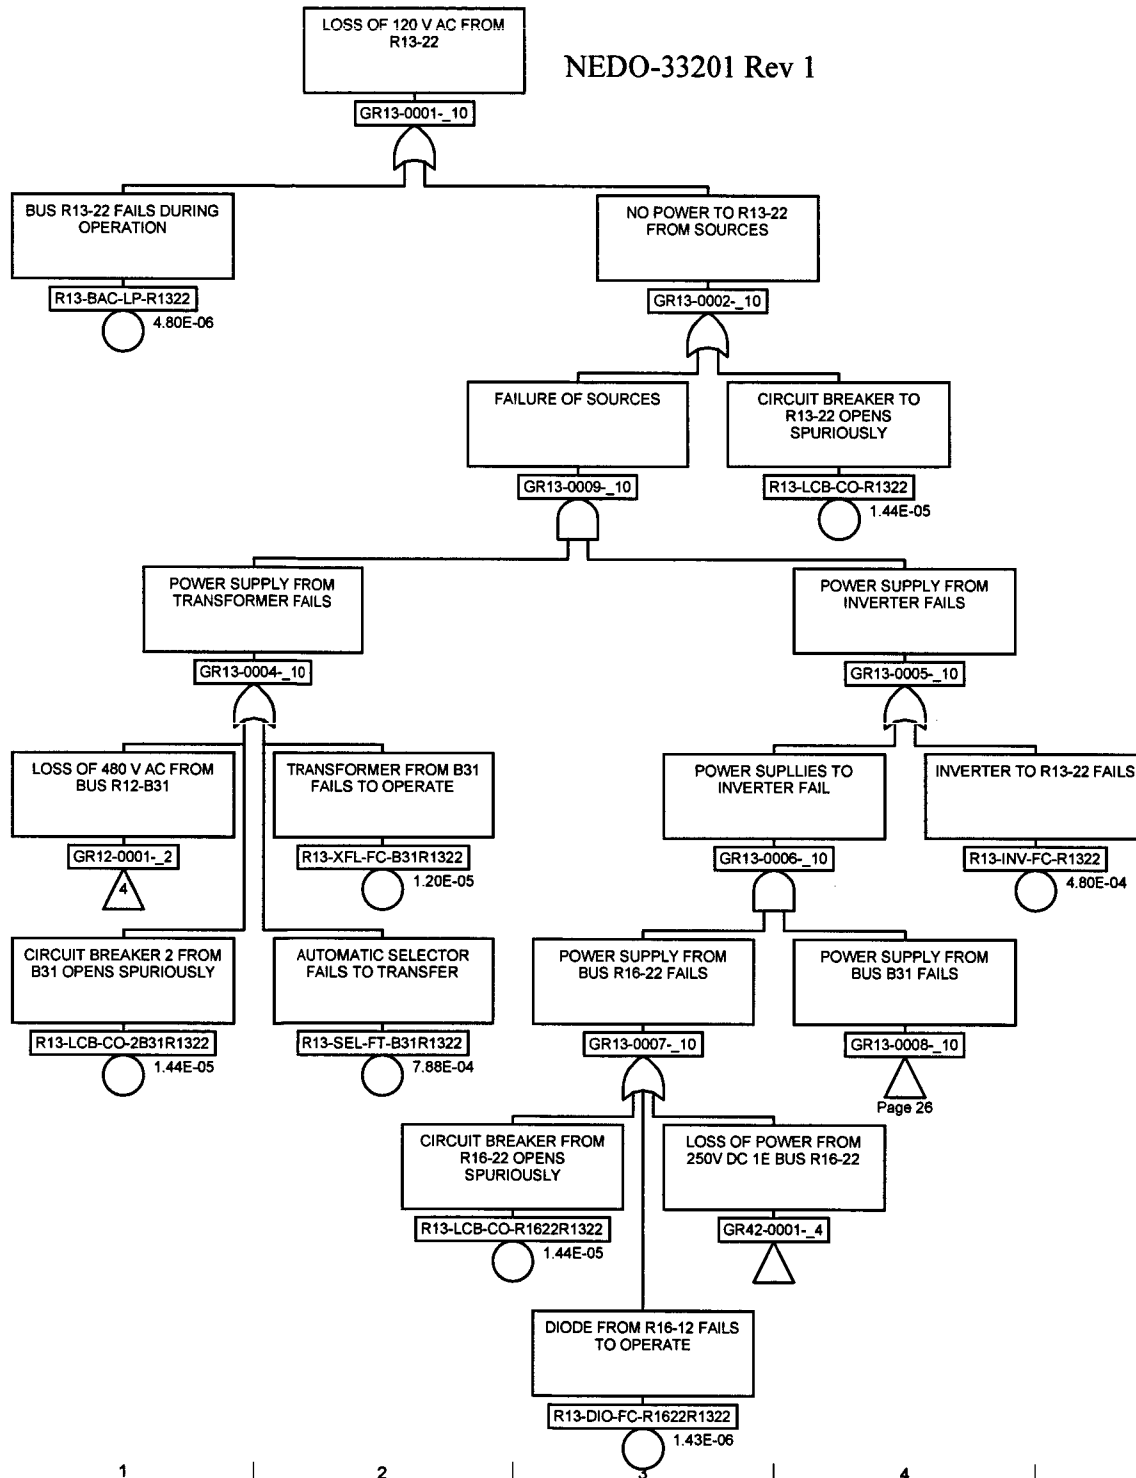 LOSS OF 120 V AC FROM
R13-22
NEDO-33201 Rev 1
GR13-0001-_10
BUS R13-22 FAILS DURING
OPERATION
R13-BAC-LP-R1322
4.80E-06
NO POWER TO R13-22
FROM SOURCES
GR13-0002-_10
FAILURE OF SOURCES
GR13-0009-_10
CIRCUIT BREAKER TO
R13-22 OPENS
SPURIOUSLY
R13-LCB-CO-R1322
1.44E-05
POWER SUPPLY FROM
TRANSFORMER FAILS
GR13-0004-_10
POWER SUPPLY FROM
INVERTER FAILS
GR13-0005-_10
LOSS OF 480 V AC FROM
BUS R12-B31
GR12-0001-_2
4
TRANSFORMER FROM B31
FAILS TO OPERATE
R13-XFL-FC-B31R1322
1.20E-05
POWER SUPLLIES TO
INVERTER FAIL
GR13-0006-_10
INVERTER TO R13-22 FAILS
R13-INV-FC-R1322
4.80E-04
CIRCUIT BREAKER 2 FROM
B31 OPENS SPURIOUSLY
R13-LCB-CO-2B31R1322
1.44E-05
AUTOMATIC SELECTOR
FAILS TO TRANSFER
R13-SEL-FT-B31R1322
7.88E-04
POWER SUPPLY FROM
BUS R16-22 FAILS
GR13-0007-_10
POWER SUPPLY FROM
BUS B31 FAILS
GR13-0008-_10
Page 26
CIRCUIT BREAKER FROM
R16-22 OPENS
SPURIOUSLY
R13-LCB-CO-R1622R1322
1.44E-05
LOSS OF POWER FROM
250V DC 1E BUS R16-22
GR42-0001-_4
DIODE FROM R16-12 FAILS
TO OPERATE
R13-DIO-FC-R1622R1322
1.43E-06
1 2 3 4